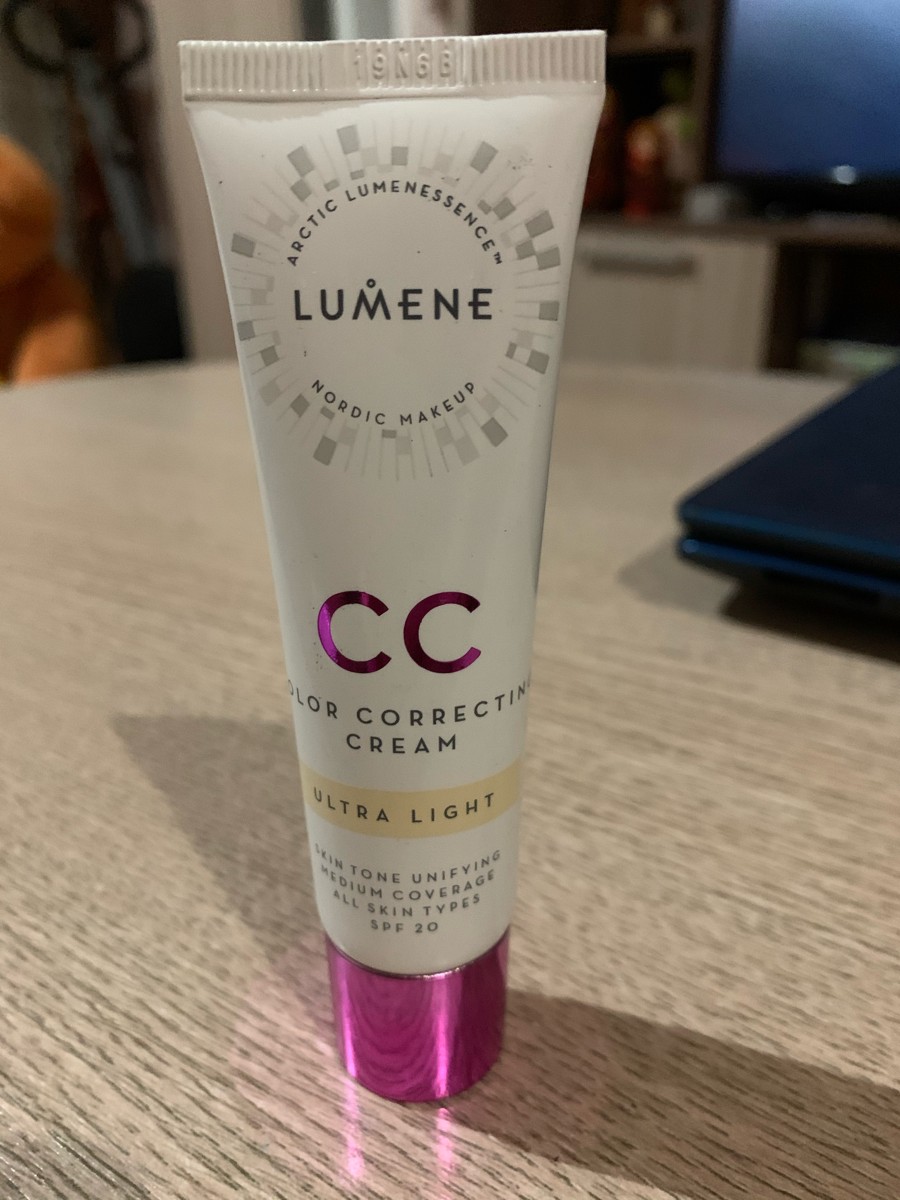 19N6B
ARCTIC LUMENESSENCE™
LUMENE
NORDIC MAKEUP
CC
OLOR CORRECTIN
CREAM
ULTRA LIGHT
SKIN TONE UNIFYING
MEDIUM COVERAGE
ALL SKIN TYPES
SPF 20